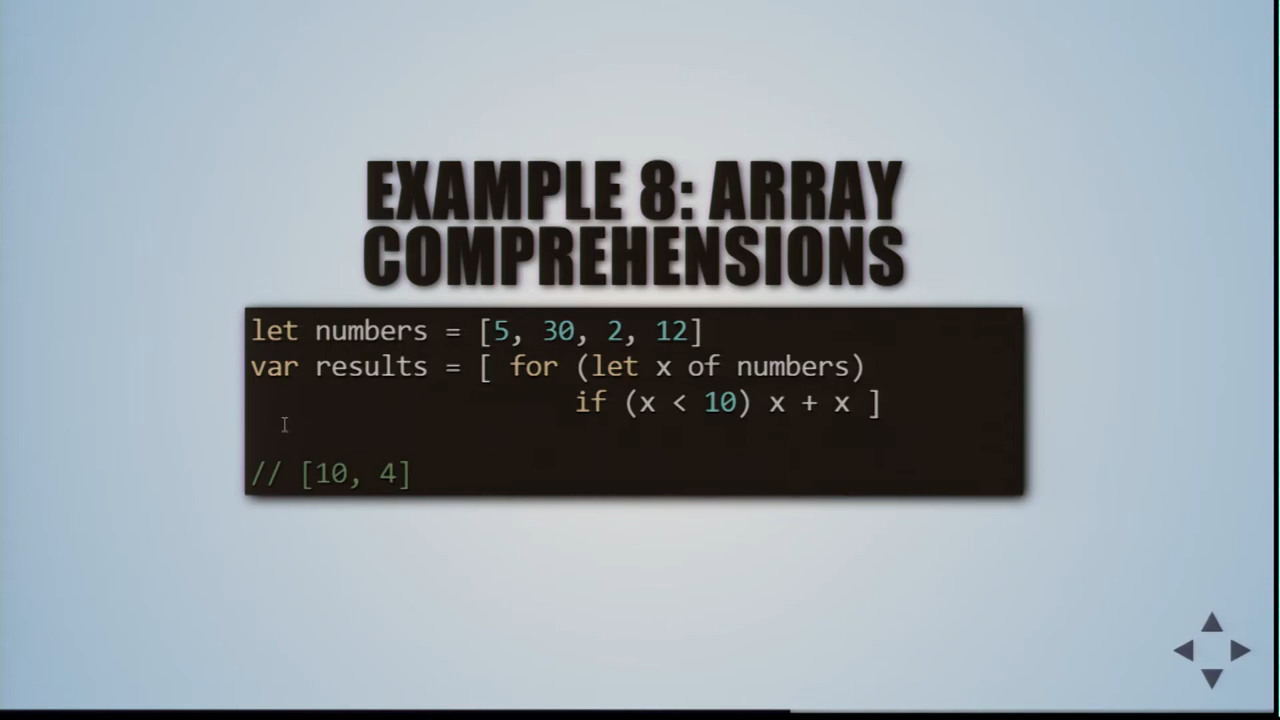 EXAMPLE 8: ARRAY
COMPREHENSIONS
let numbers = [5, 30, 2, 12]
var results = [ for (let x of numbers)
if (x < 10) x + x ]
// [10, 4]